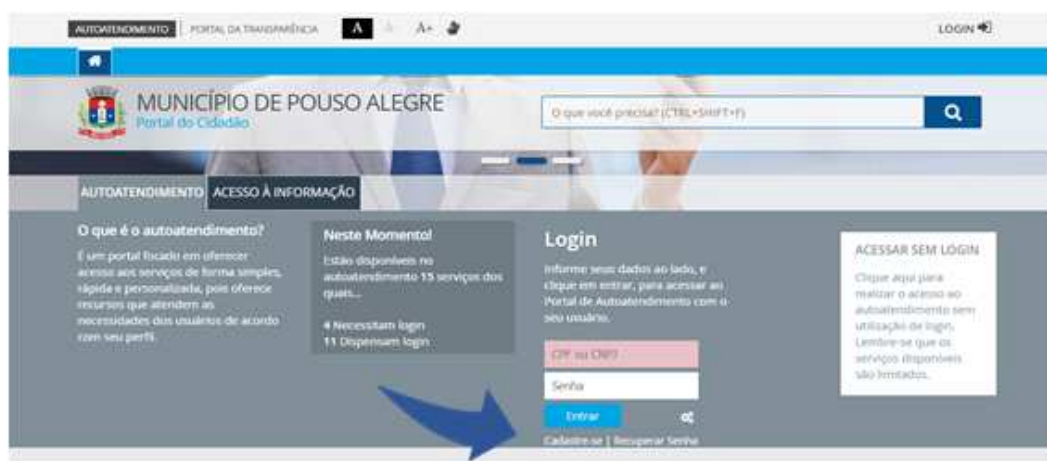 AUTOATENDIMENTO
PORTAL DA TRANSPARÊNCIA
A
A
A+
LOGIN
MUNICÍPIO DE POUSO ALEGRE
Portal do Cidadão
O que você precisa? (CTRL+SHIFT+F)
AUTOATENDIMENTO
ACESSO À INFORMAÇÃO
O que é o autoatendimento?
É um portal focado em oferecer
acesso aos serviços de forma simples,
rápida e personalizada, pois oferece
recursos que atendem as
necessidades dos usuários de acordo
com seu perfil.
Neste Momento!
Estão disponíveis no
autoatendimento 15 serviços dos
quais...
4 Necessitam login
11 Dispensam login
Login
Informe seus dados ao lado, e
clique em entrar, para acessar ao
Portal de Autoatendimento com o
seu usuário.
CPF ou CNPJ
Senha
Entrar
Cadastre-se | Recuperar Senha
ACESSAR SEM LOGIN
Clique aqui para
realizar o acesso ao
autoatendimento sem
utilização de login.
Lembre-se que os
serviços disponíveis
são limitados.